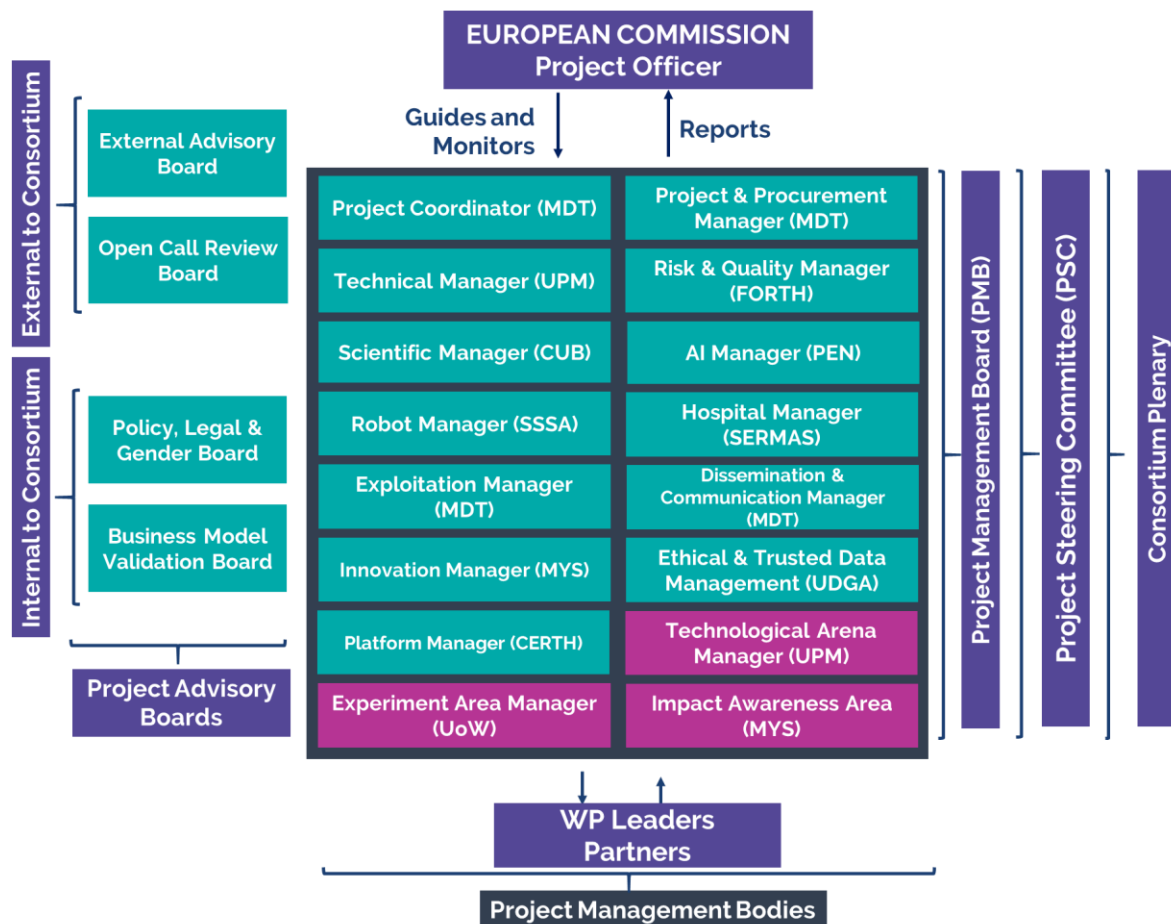 EUROPEAN COMMISSION
Project Officer
Guides and
Monitors
Reports
External to Consortium
External Advisory
Board
Open Call Review
Board
Internal to Consortium
Policy, Legal &
Gender Board
Business Model
Validation Board
Project Advisory
Boards
Project Coordinator (MDT)
Project & Procurement
Manager (MDT)
Technical Manager (UPM)
Risk & Quality Manager
(FORTH)
Scientific Manager (CUB)
AI Manager (PEN)
Robot Manager (SSSA)
Hospital Manager
(SERMAS)
Exploitation Manager
(MDT)
Dissemination &
Communication Manager
(MDT)
Innovation Manager (MYS)
Ethical & Trusted Data
Management (UDGA)
Platform Manager (CERTH)
Technological Arena
Manager (UPM)
Experiment Area Manager
(UoW)
Impact Awareness Area
(MYS)
Project Management Board (PMB)
Project Steering Committee (PSC)
Consortium Plenary
WP Leaders
Partners
Project Management Bodies